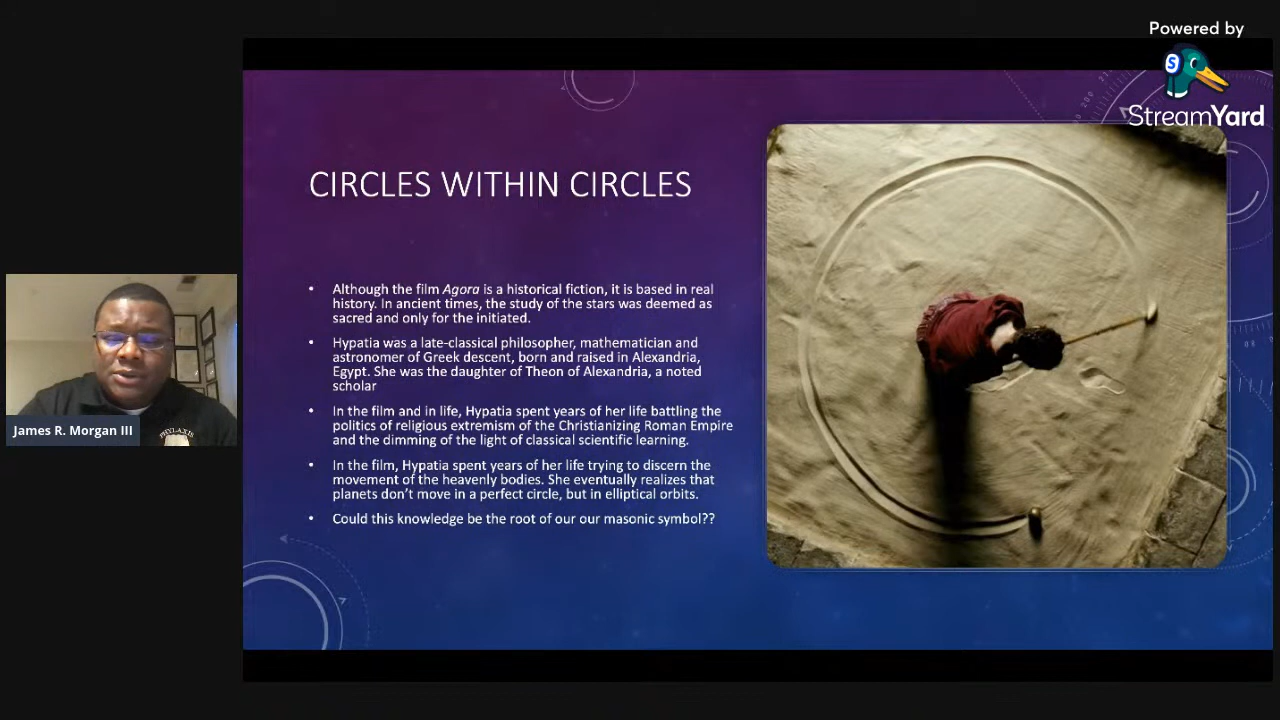 Powered by
StreamYard
CIRCLES WITHIN CIRCLES
• Although the film Agora is a historical fiction, it is based in real
history. In ancient times, the study of the stars was deemed as
sacred and only for the initiated.
• Hypatia was a late-classical philosopher, mathematician and
astronomer of Greek descent, born and raised in Alexandria,
Egypt. She was the daughter of Theon of Alexandria, a noted
scholar
• In the film and in life, Hypatia spent years of her life battling the
politics of religious extremism of the Christianizing Roman Empire
and the dimming of the light of classical scientific learning.
• In the film, Hypatia spent years of her life trying to discern the
movement of the heavenly bodies. She eventually realizes that
planets don't move in a perfect circle, but in elliptical orbits.
• Could this knowledge be the root of our our masonic symbol??
James R. Morgan III
PHYLAXIS